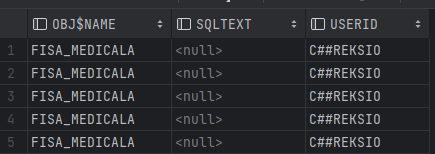 OBJ$NAME SQLTEXT USERID
1 FISA_MEDICALA <null> C##REKSIO
2 FISA_MEDICALA <null> C##REKSIO
3 FISA_MEDICALA <null> C##REKSIO
4 FISA_MEDICALA <null> C##REKSIO
5 FISA_MEDICALA <null> C##REKSIO